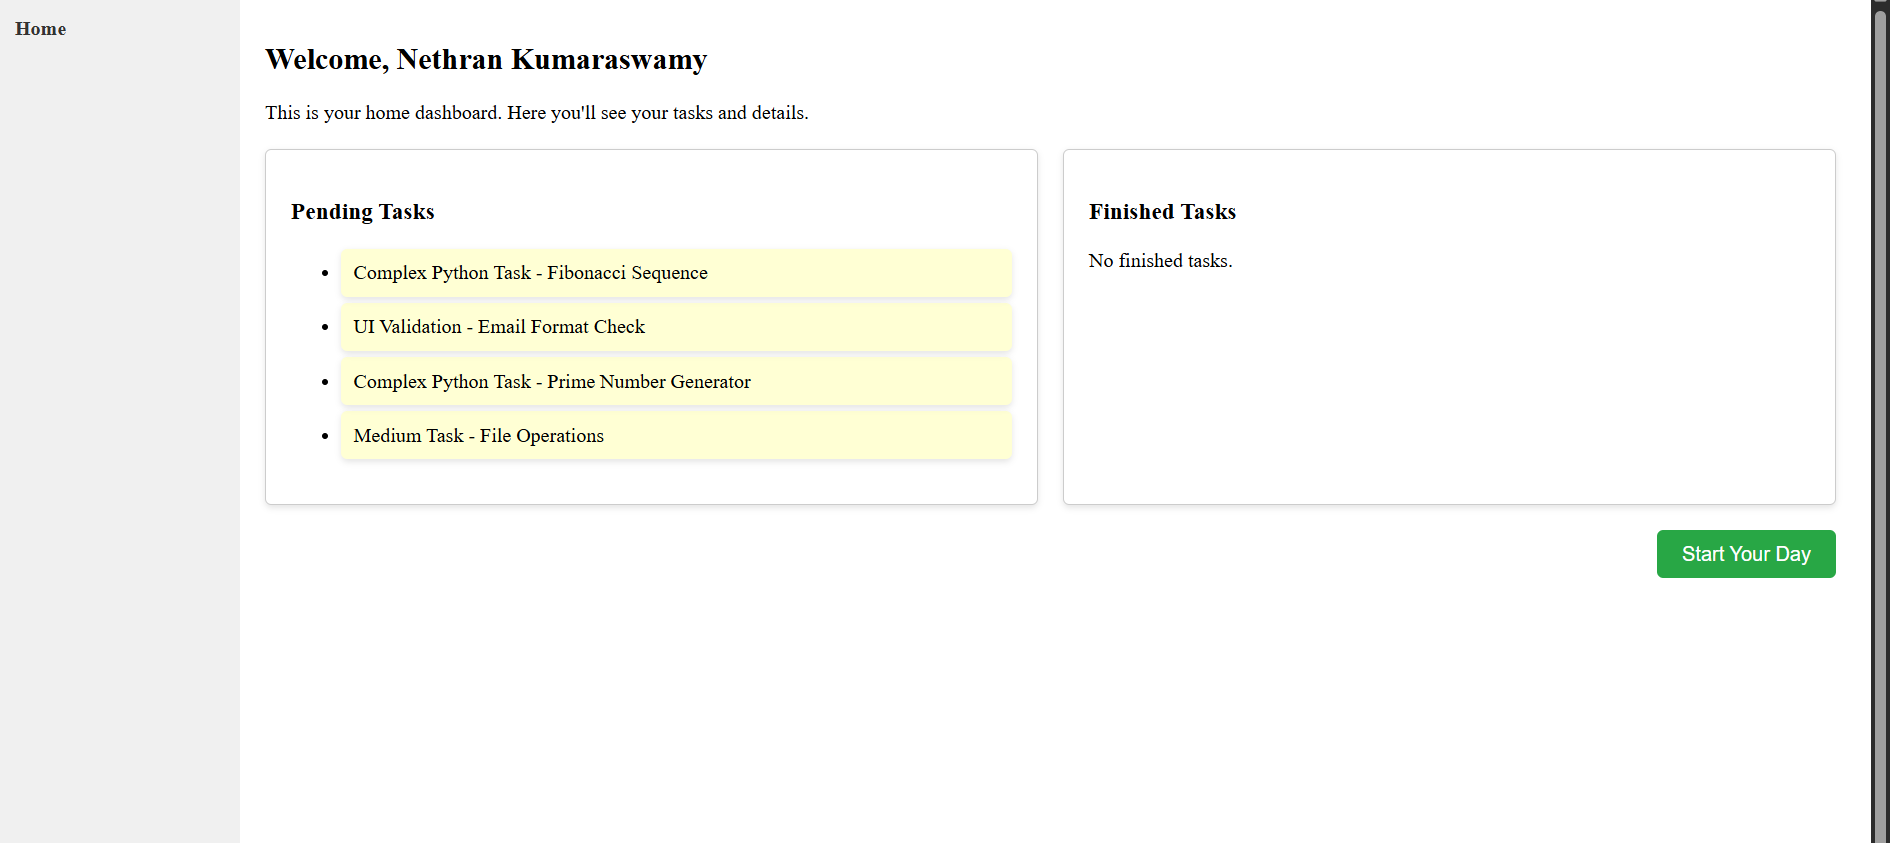 Home
Welcome, Nethran Kumaraswamy
This is your home dashboard. Here you'll see your tasks and details.
Pending Tasks
Complex Python Task - Fibonacci Sequence
UI Validation - Email Format Check
Complex Python Task - Prime Number Generator
Medium Task - File Operations
Finished Tasks
No finished tasks.
Start Your Day